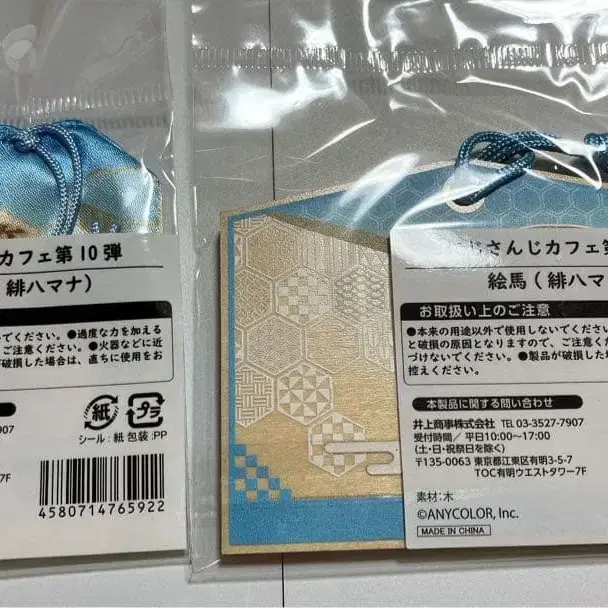 カフェ第10弾
緋ハマナ)
てください。●過度な力を加える
ご注意ください。●火器などに近
が破損した場合は、直ちに使用をお
7907
7F
紙
プラ
シール:紙 包装:PP
4580714765922
じさんじカフェ第
絵馬(緋ハマ
お取扱い上のご注意
●本来の用途以外で使用しないでくださ
と破損の原因となりますので、ご注意くだ
づけないでください。●製品が破損した場
控えください。
本製品に関する問い合わせ
井上商事株式会社 TEL 03-3527-7907
受付時間/ 平日10:00~17:00
(土・日・祝祭日を除く)
〒135-0063 東京都江東区有明3-5-7
TOC有明ウエストタワー7F
素材:木
©ANYCOLOR, Inc.
MADE IN CHINA